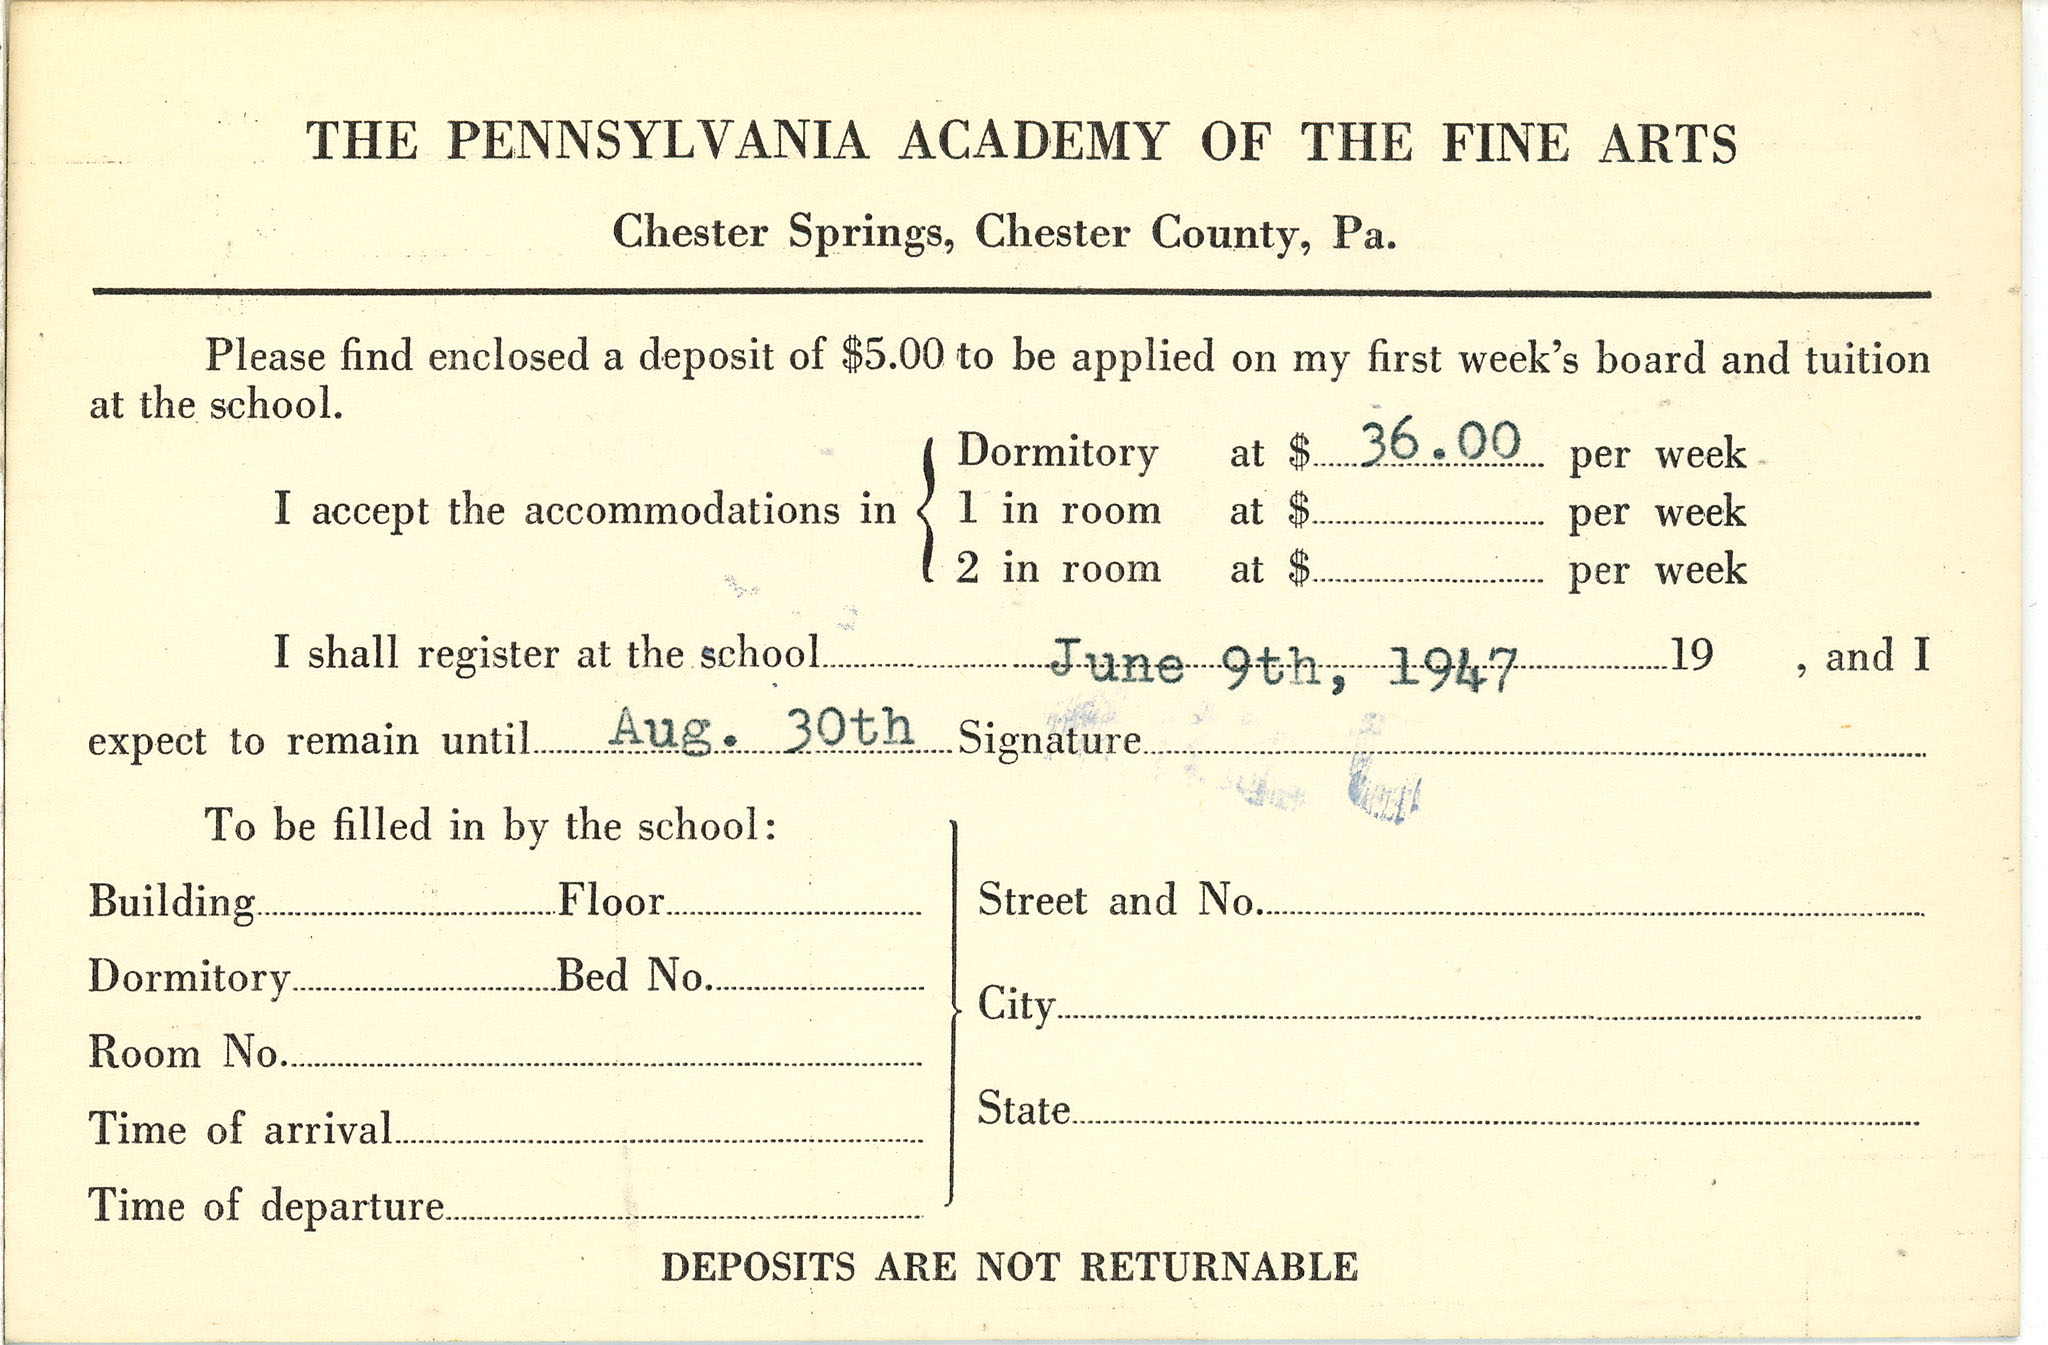 THE PENNSYLVANIA ACADEMY OF THE FINE ARTS
Chester Springs, Chester County, Pa.
Please find enclosed a deposit of $5.00 to be applied on my first week's board and tuition
at the school.
Dormitory at $ 36.00 per week
I accept the accommodations in 1 in room at $ per week
2 in room at $ per week
I shall register at the school June 9th, 1947 19 , and I
expect to remain until Aug. 30th Signature
To be filled in by the school:
Building Floor Street and No.
Dormitory Bed No.
City
Room No.
State
Time of arrival
Time of departure
DEPOSITS ARE NOT RETURNABLE